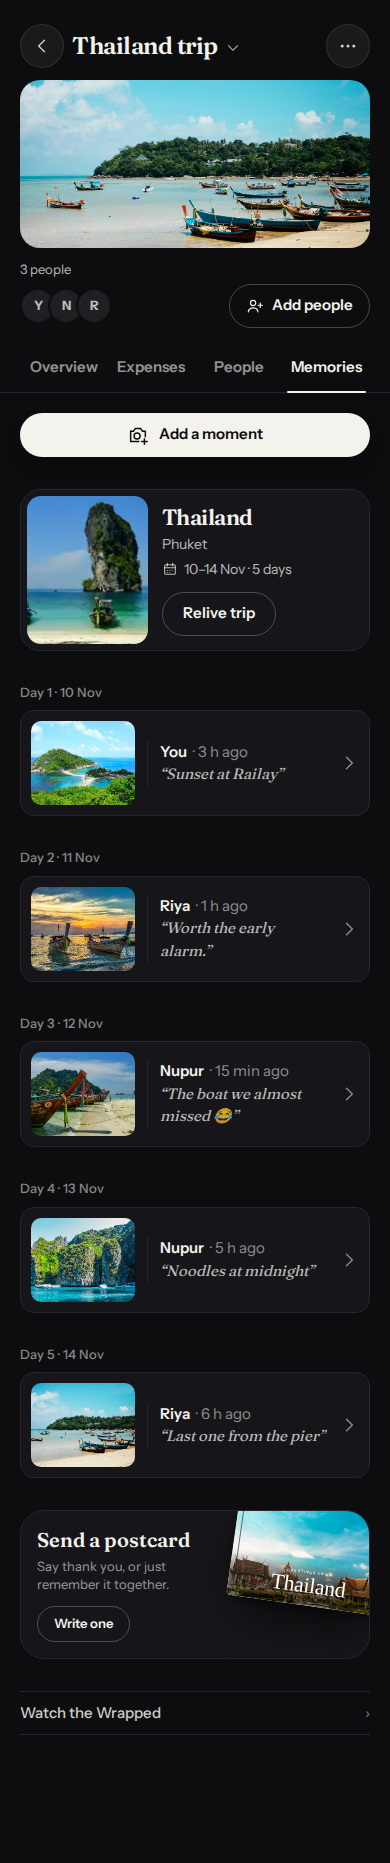 Thailand trip
3 people
Y N R
Add people
Overview Expenses People Memories
Add a moment
Thailand
Phuket
10–14 Nov · 5 days
Relive trip
Day 1 · 10 Nov
You · 3 h ago
“Sunset at Railay”
Day 2 · 11 Nov
Riya · 1 h ago
“Worth the early
alarm.”
Day 3 · 12 Nov
Nupur · 15 min ago
“The boat we almost
missed 😂”
Day 4 · 13 Nov
Nupur · 5 h ago
“Noodles at midnight”
Day 5 · 14 Nov
Riya · 6 h ago
“Last one from the pier”
Send a postcard
Say thank you, or just
remember it together.
Write one
GREETINGS FROM
Thailand
Watch the Wrapped